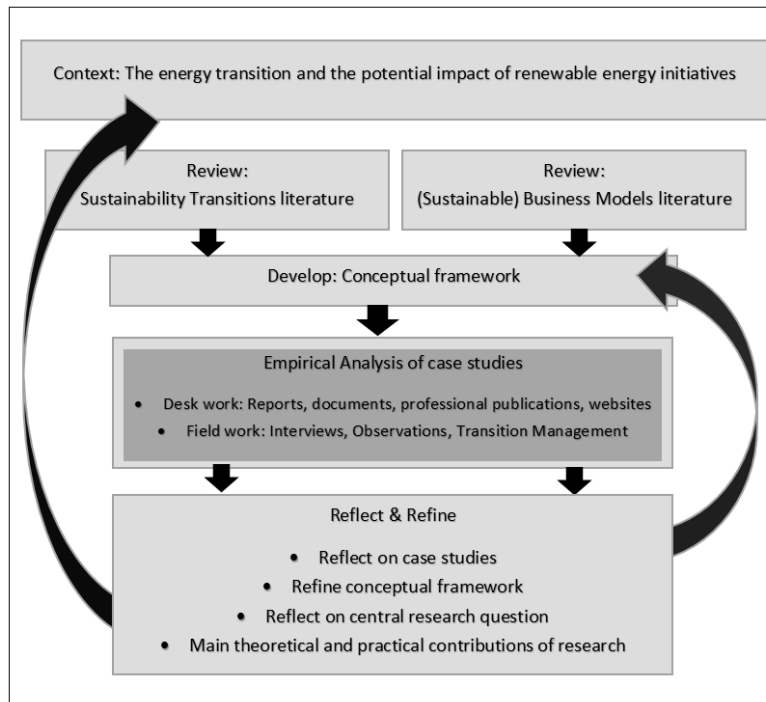 Context: The energy transition and the potential impact of renewable energy initiatives
Review:
Sustainability Transitions literature
Review:
(Sustainable) Business Models literature
Develop: Conceptual framework
Empirical Analysis of case studies
• Desk work: Reports, documents, professional publications, websites
• Field work: Interviews, Observations, Transition Management
Reflect & Refine
• Reflect on case studies
• Refine conceptual framework
• Reflect on central research question
• Main theoretical and practical contributions of research